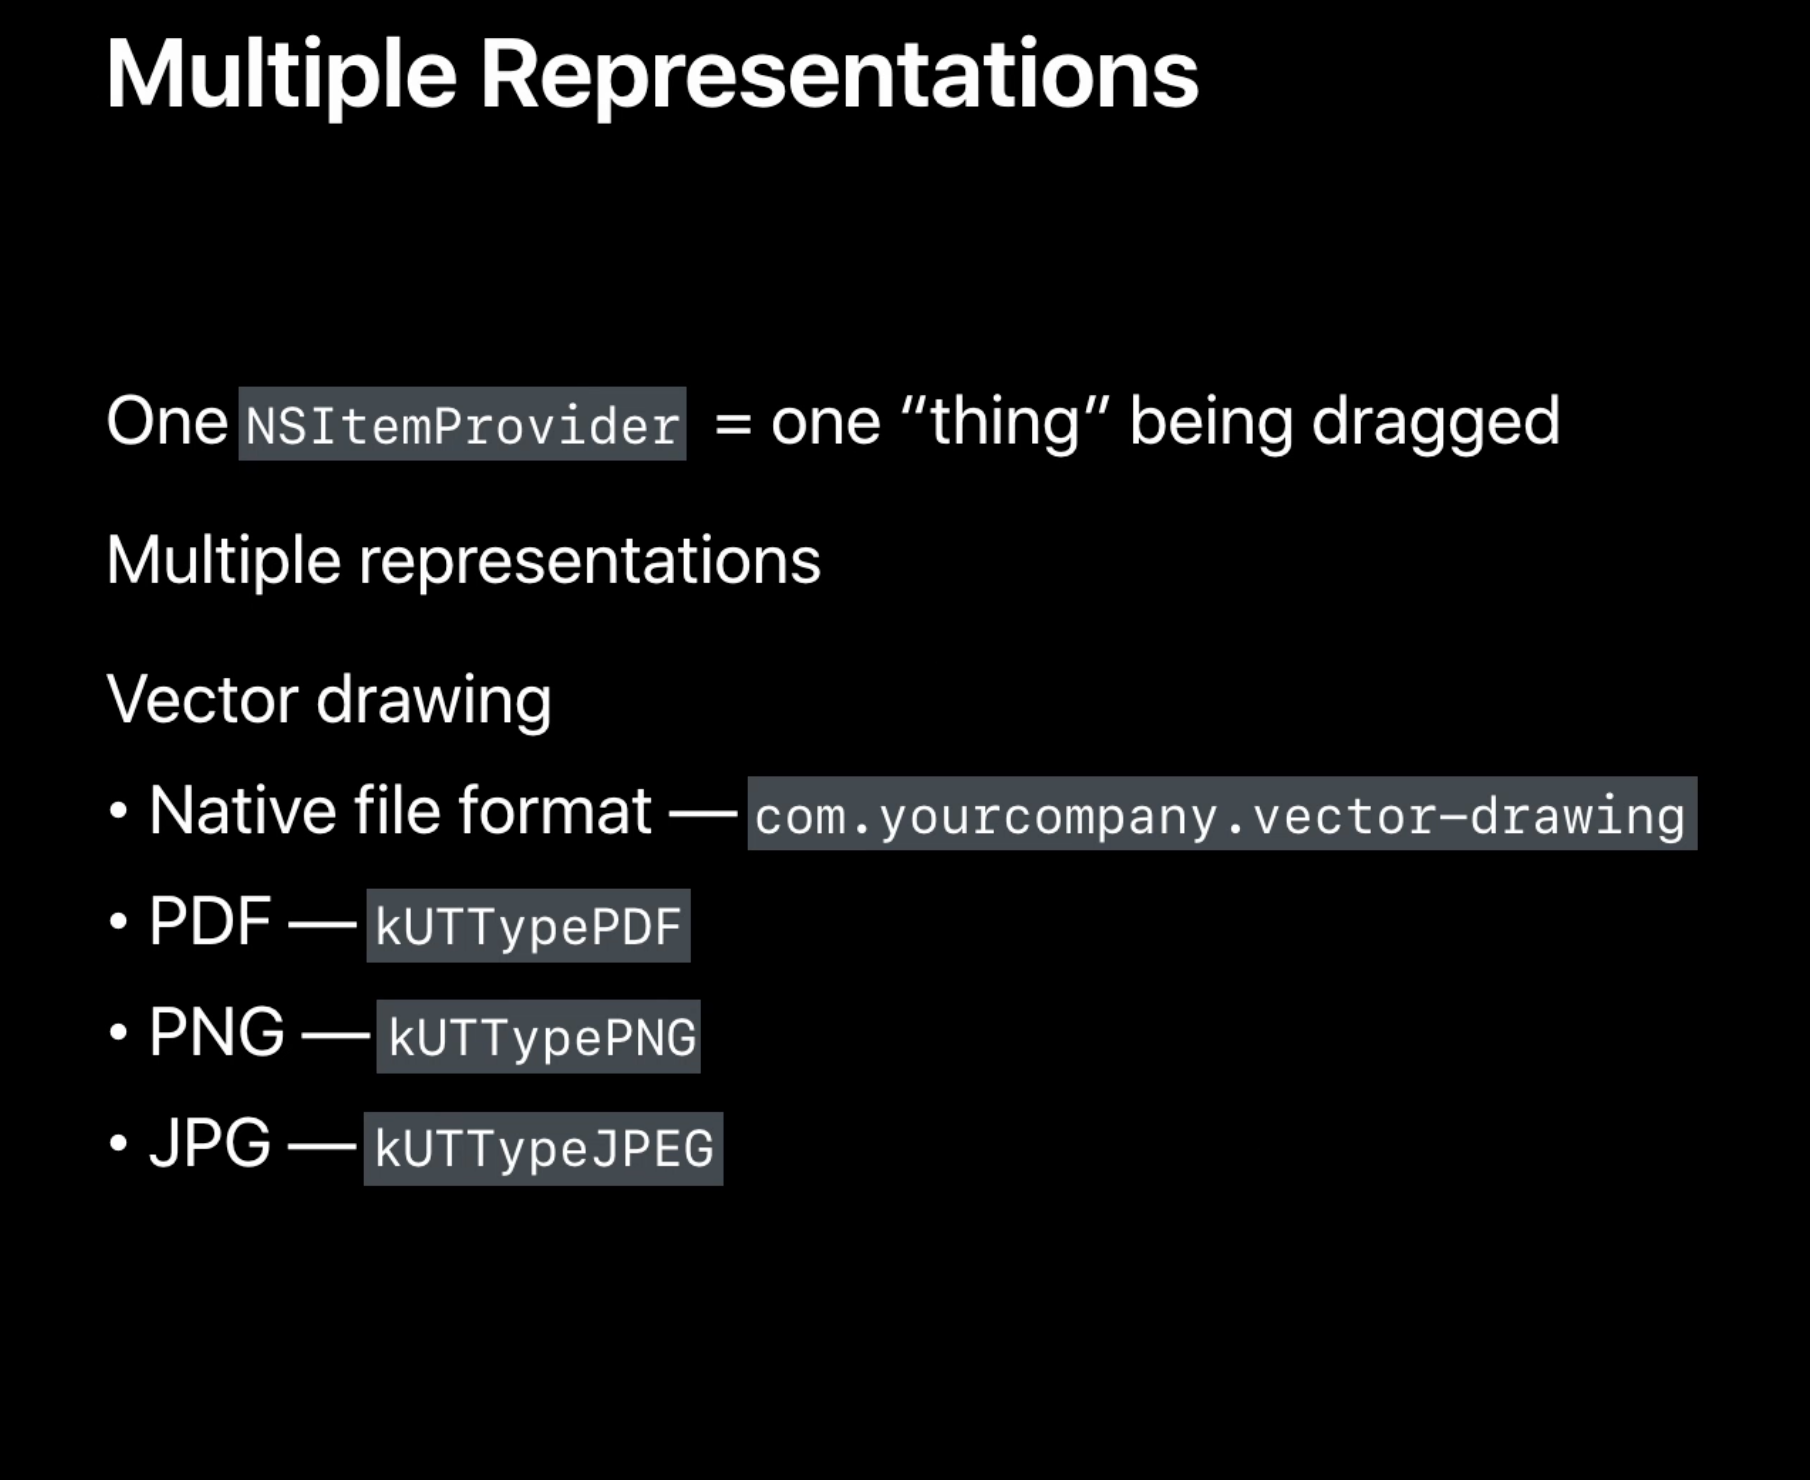 Multiple Representations
One NSItemProvider = one “thing” being dragged
Multiple representations
Vector drawing
• Native file format — com.yourcompany.vector-drawing
• PDF — kUTTypePDF
• PNG — kUTTypePNG
• JPG — kUTTypeJPEG